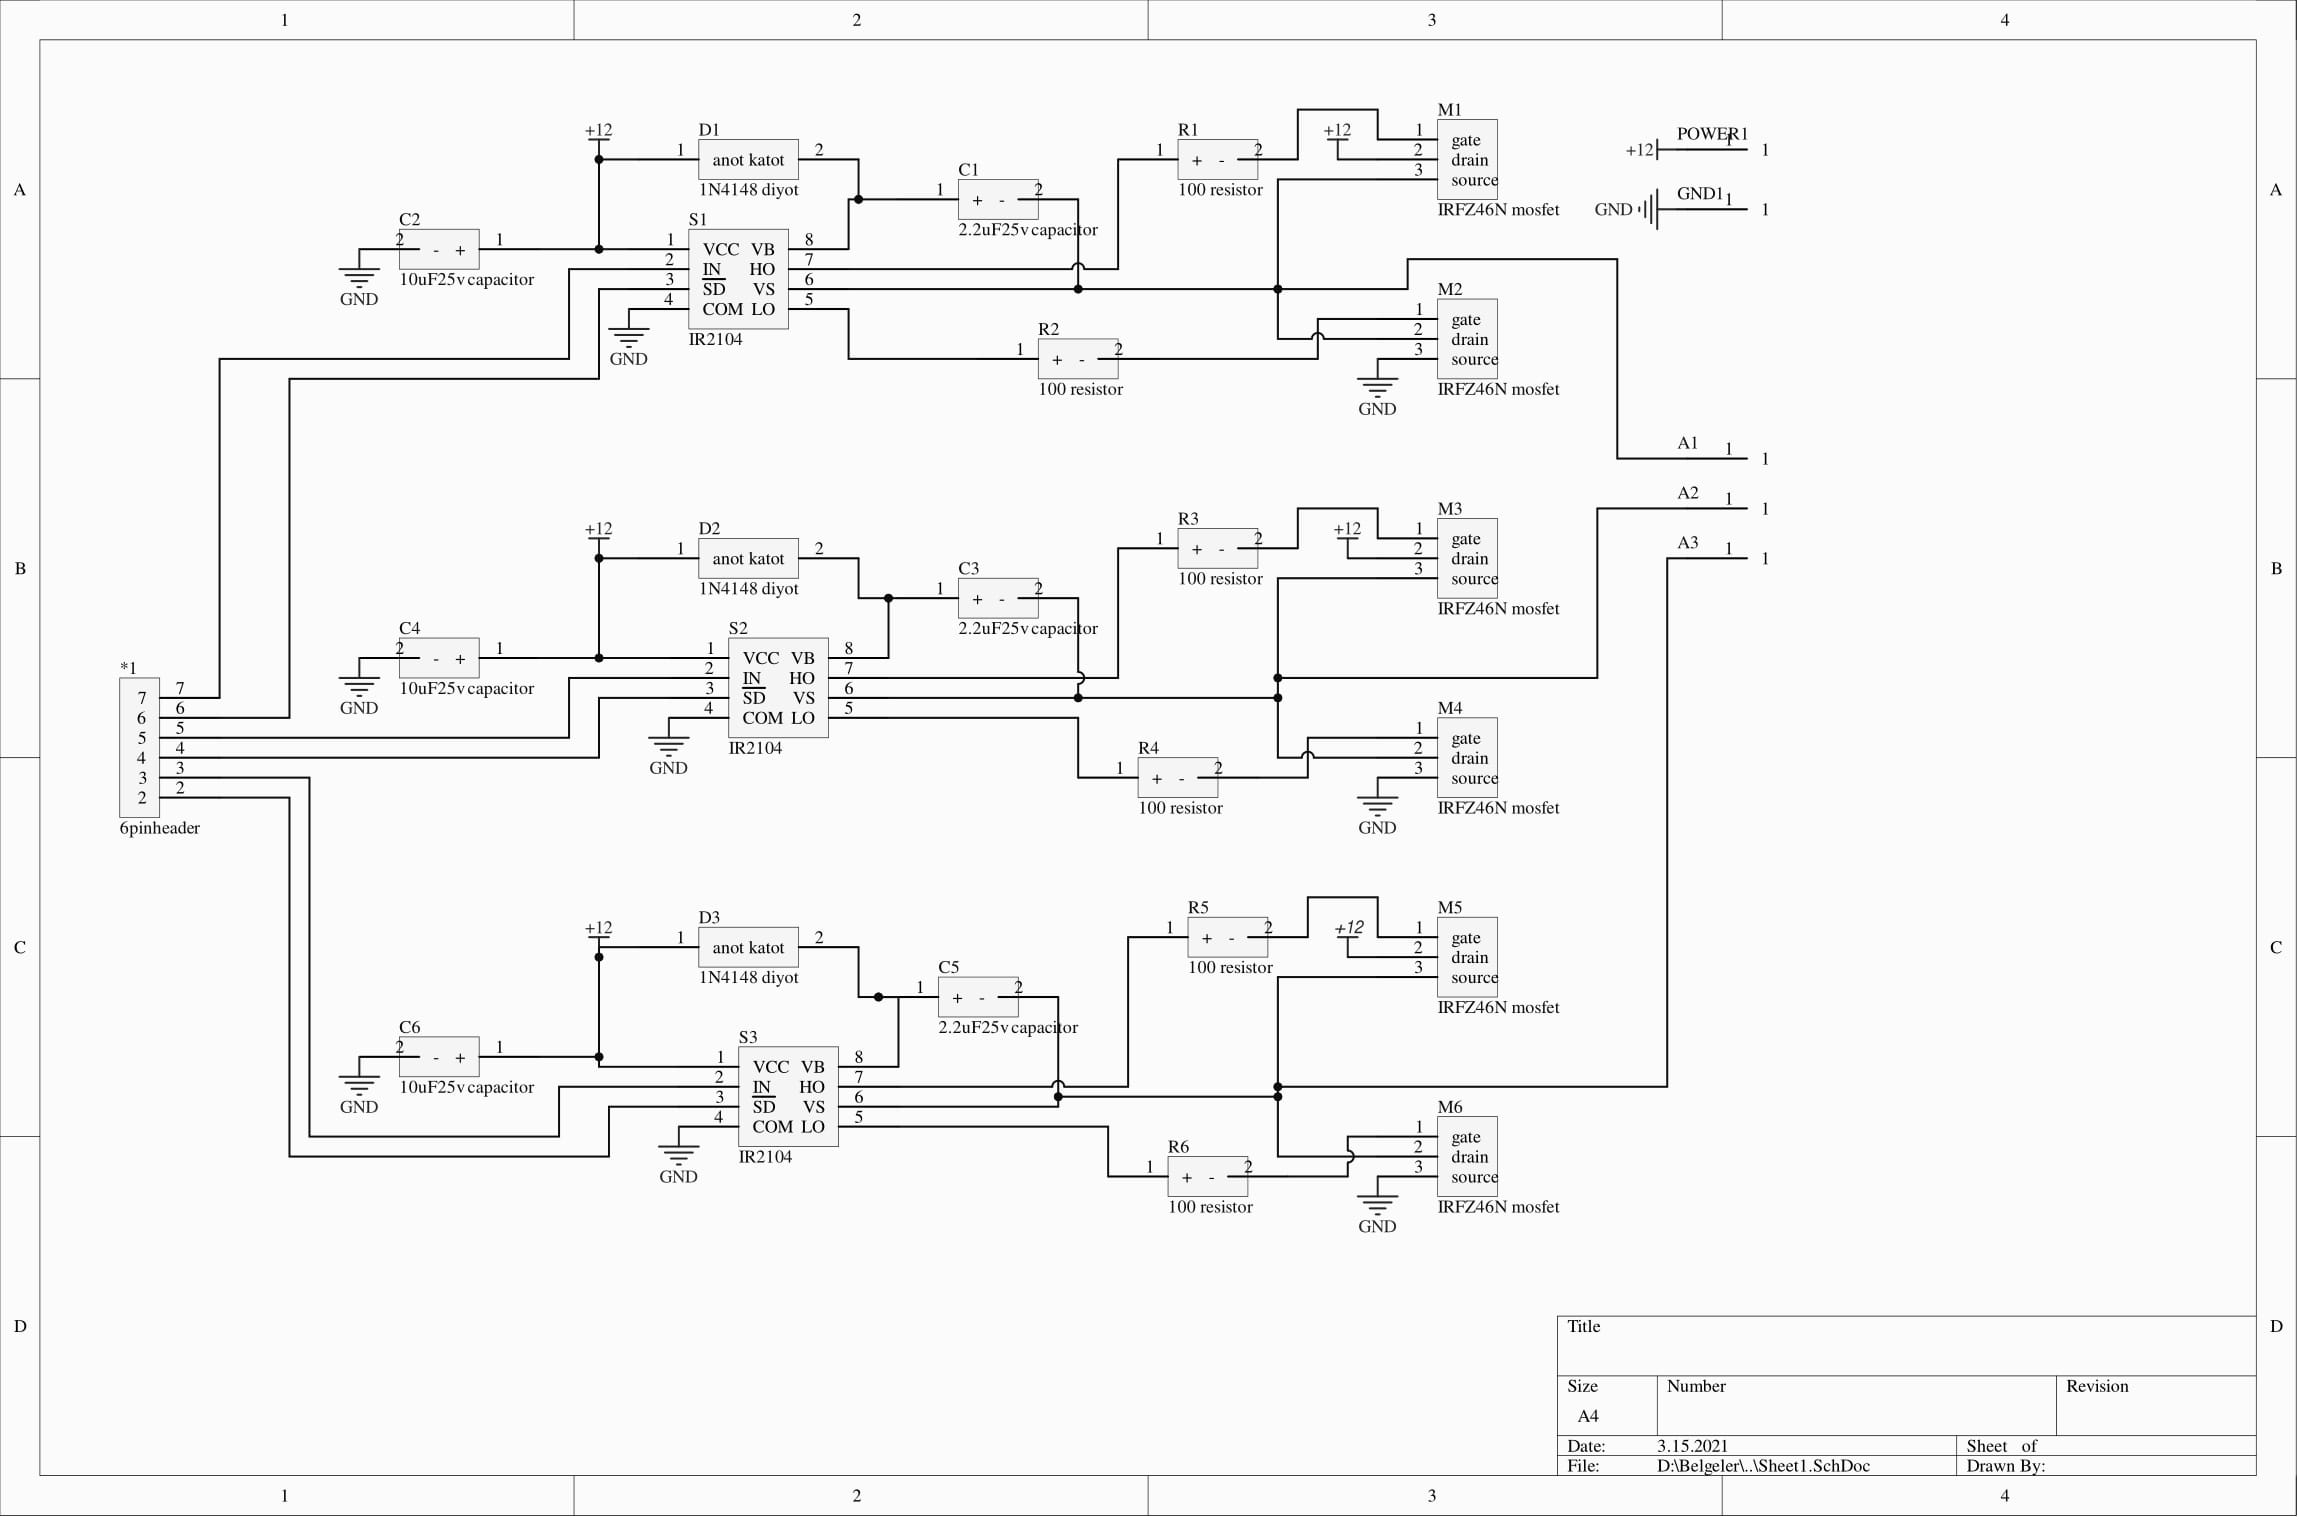 1 2 3 4
A A
B B
C C
D D
+12
D1
1 anot katot 2
1N4148 diyot
C1
1 + - 2
2.2uF25v capacitor
R1
1 + - 2
100 resistor
+12
M1
1 gate
2 drain
3 source
IRFZ46N mosfet
POWER1
+12 1 1
GND1
GND 1 1
C2
2 - + 1
10uF25v capacitor
GND
S1
1 VCC VB 8
2 IN HO 7
3 SD VS 6
4 COM LO 5
IR2104
GND
R2
1 + - 2
100 resistor
M2
1 gate
2 drain
3 source
IRFZ46N mosfet
GND
A1 1 1
A2 1 1
A3 1 1
+12
D2
1 anot katot 2
1N4148 diyot
C3
1 + - 2
2.2uF25v capacitor
R3
1 + - 2
100 resistor
+12
M3
1 gate
2 drain
3 source
IRFZ46N mosfet
C4
2 - + 1
10uF25v capacitor
GND
S2
1 VCC VB 8
2 IN HO 7
3 SD VS 6
4 COM LO 5
IR2104
GND
R4
1 + - 2
100 resistor
M4
1 gate
2 drain
3 source
IRFZ46N mosfet
GND
*1
7 7
6 6
5 5
4 4
3 3
2 2
6pinheader
+12
D3
1 anot katot 2
1N4148 diyot
C5
1 + - 2
2.2uF25v capacitor
R5
1 + - 2
100 resistor
+12
M5
1 gate
2 drain
3 source
IRFZ46N mosfet
C6
2 - + 1
10uF25v capacitor
GND
S3
1 VCC VB 8
2 IN HO 7
3 SD VS 6
4 COM LO 5
IR2104
GND
R6
1 + - 2
100 resistor
M6
1 gate
2 drain
3 source
IRFZ46N mosfet
GND
Title
Size Number Revision
A4
Date: 3.15.2021 Sheet of
File: D:\Belgeler\..\Sheet1.SchDoc Drawn By:
1 2 3 4